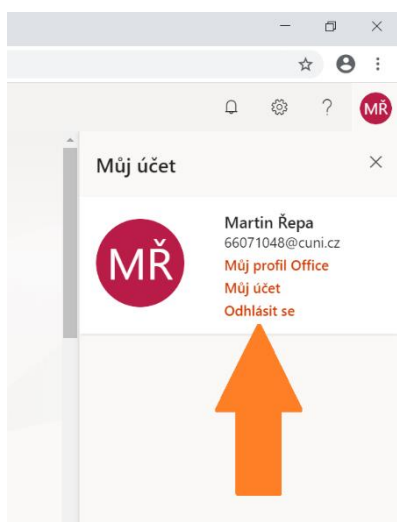 ?
MŘ
Můj účet
MŘ
Martin Řepa
66071048@cuni.cz
Můj profil Office
Můj účet
Odhlásit se